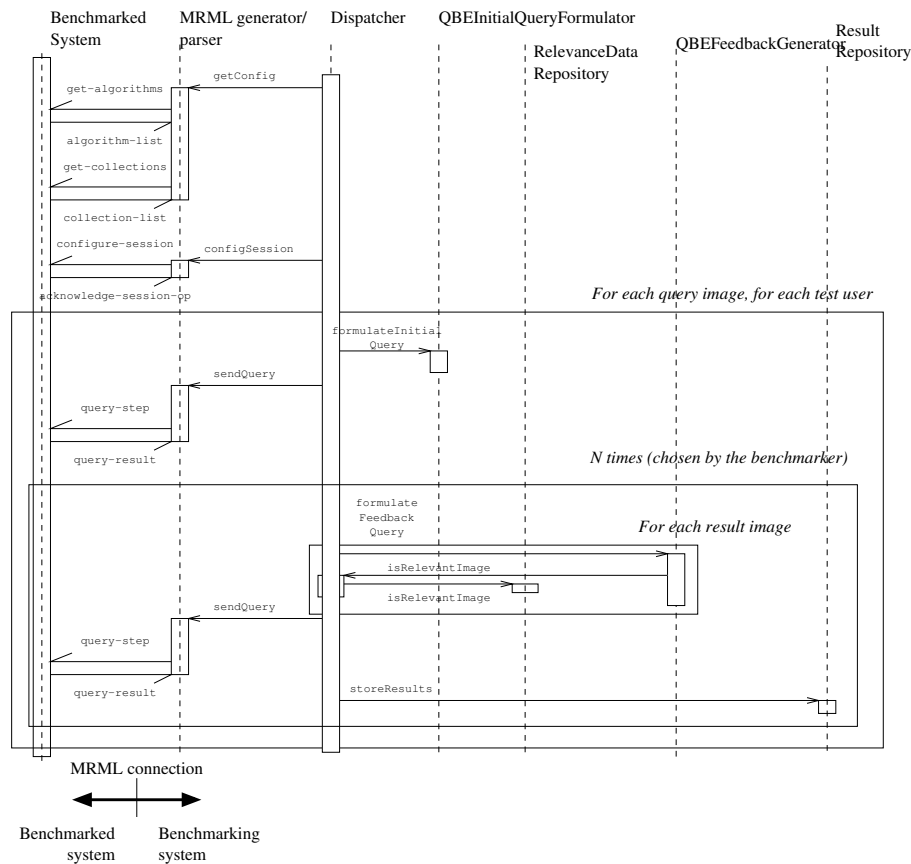 Benchmarked
System
MRML generator/
parser
Dispatcher
QBEInitialQueryFormulator
RelevanceData
Repository
QBEFeedbackGenerator
Result
Repository
getConfig
get-algorithms
algorithm-list
get-collections
collection-list
configure-session
configSession
acknowledge-session-op
For each query image, for each test user
formulateInitial
Query
sendQuery
query-step
query-result
N times (chosen by the benchmarker)
formulate
Feedback
Query
For each result image
isRelevantImage
isRelevantImage
sendQuery
query-step
query-result
storeResults
MRML connection
Benchmarked
system
Benchmarking
system